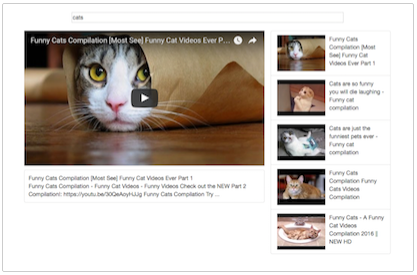 cats
Funny Cats Compilation [Most See] Funny Cat Videos Ever P...
Funny Cats Compilation [Most See] Funny Cat Videos Ever Part 1
Funny Cats Compilation - Funny Cat Videos - Funny Videos Check out the NEW Part 2
Compilation!: https://youtu.be/30QeAoyHJJg Funny Cats Compilation Try ...
Funny Cats
Compilation [Most
See] Funny Cat
Videos Ever Part 1
Cats are so funny
you will die laughing -
Funny cat
compilation
Cats are just the
funniest pets ever -
Funny cat
compilation
Funny Cats
Compilation Funny
Cats Videos
Compilation
Funny Cats - A Funny
Cat Videos
Compilation 2016 ||
NEW HD